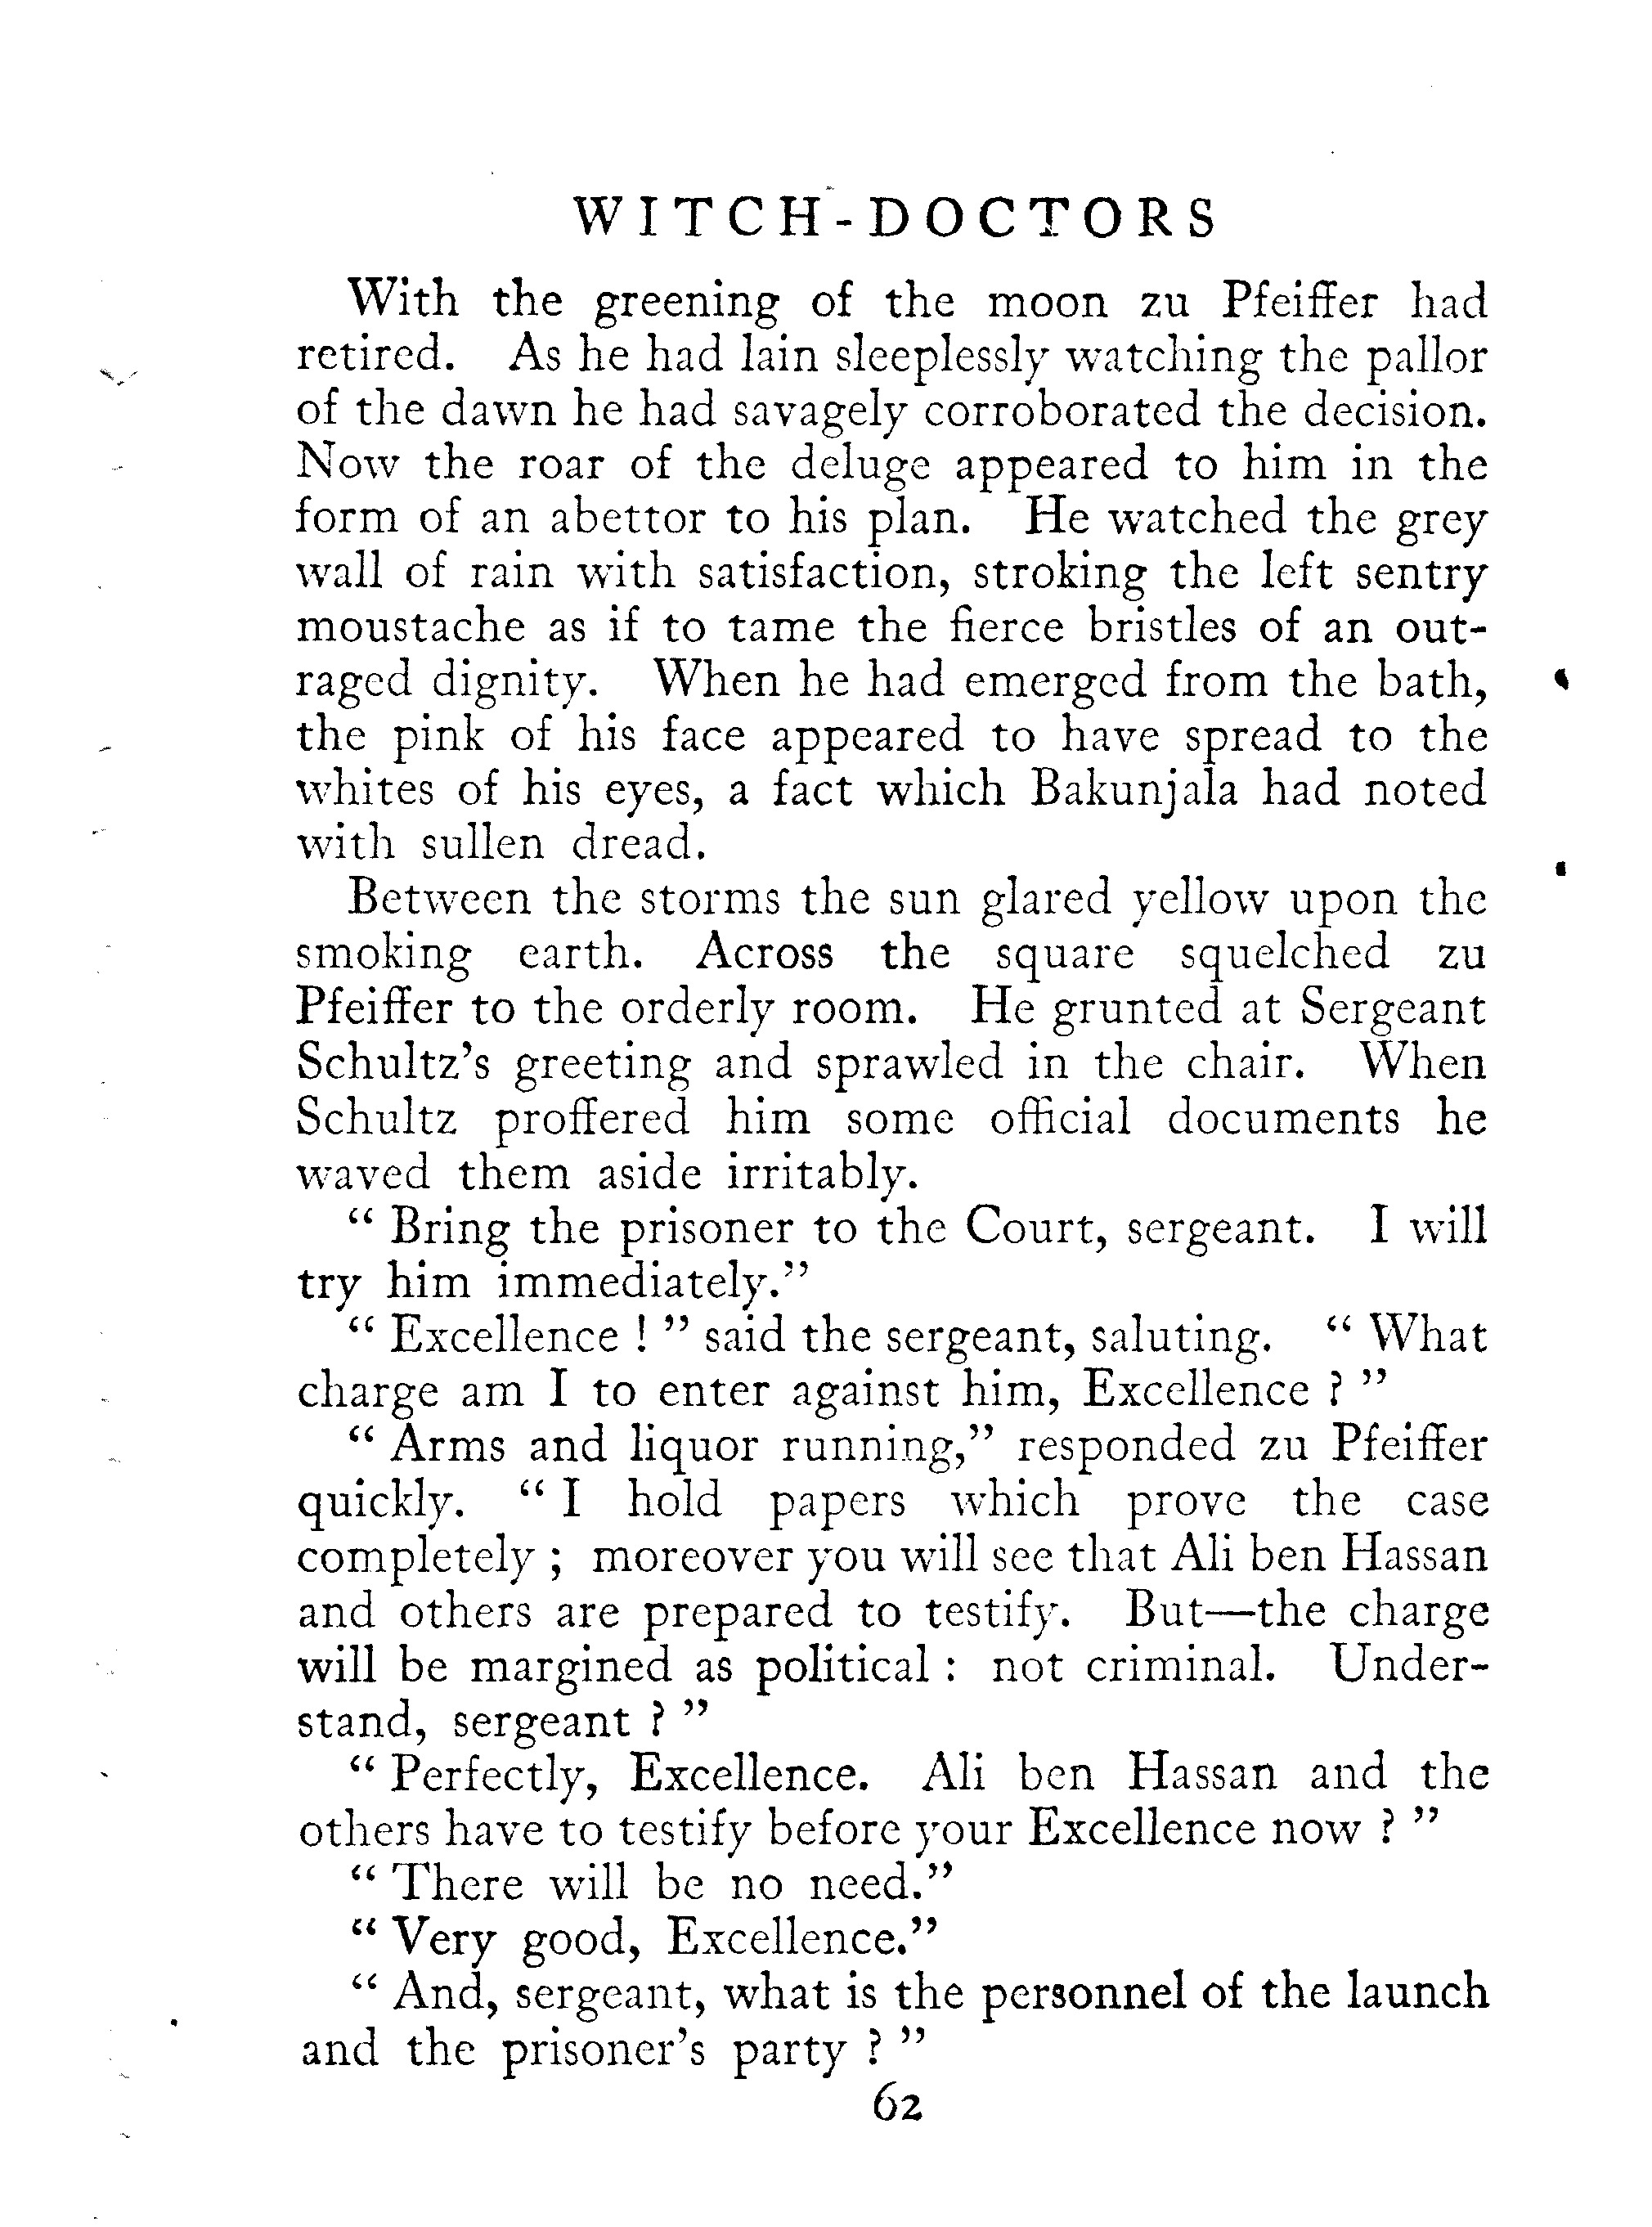 WITCH-DOCTORS
With the greening of the moon zu Pfeiffer had
retired. As he had lain sleeplessly watching the pallor
of the dawn he had savagely corroborated the decision.
Now the roar of the deluge appeared to him in the
form of an abettor to his plan. He watched the grey
wall of rain with satisfaction, stroking the left sentry
moustache as if to tame the fierce bristles of an out-
raged dignity. When he had emerged from the bath,
the pink of his face appeared to have spread to the
whites of his eyes, a fact which Bakunjala had noted
with sullen dread.
Between the storms the sun glared yellow upon the
smoking earth. Across the square squelched zu
Pfeiffer to the orderly room. He grunted at Sergeant
Schultz's greeting and sprawled in the chair. When
Schultz proffered him some official documents he
waved them aside irritably.
“ Bring the prisoner to the Court, sergeant. I will
try him immediately.”
“ Excellence ! ” said the sergeant, saluting. “ What
charge am I to enter against him, Excellence ? ”
“ Arms and liquor running,” responded zu Pfeiffer
quickly. “ I hold papers which prove the case
completely ; moreover you will see that Ali ben Hassan
and others are prepared to testify. But—the charge
will be margined as political : not criminal. Under-
stand, sergeant ? ”
“ Perfectly, Excellence. Ali ben Hassan and the
others have to testify before your Excellence now ? ”
“ There will be no need.”
“ Very good, Excellence.”
“ And, sergeant, what is the personnel of the launch
and the prisoner's party ? ”
62